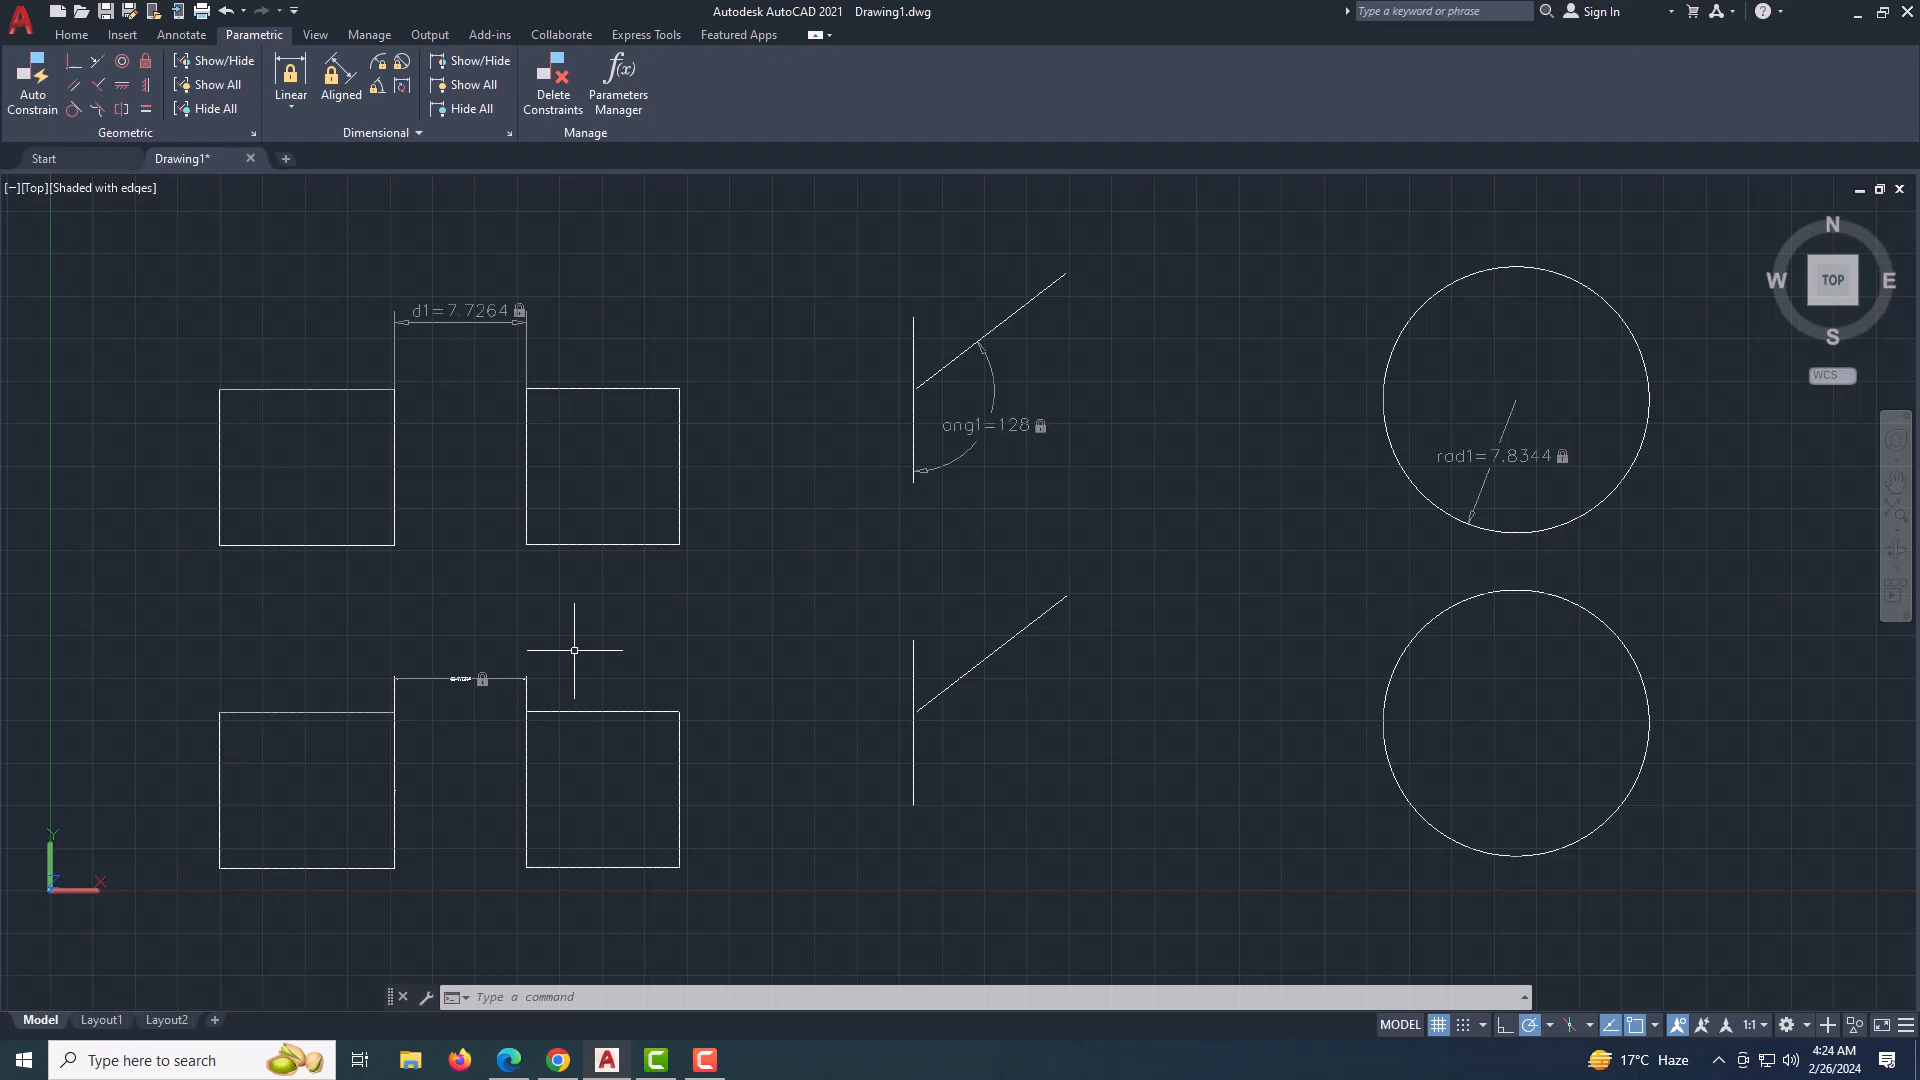 Autodesk AutoCAD 2021 Drawing1.dwg
Type a keyword or phrase
Sign In
Home Insert Annotate Parametric View Manage Output Add-ins Collaborate Express Tools Featured Apps
Auto
Constrain
Show/Hide
Show All
Hide All
Geometric
Linear
Aligned
Show/Hide
Show All
Hide All
Dimensional
Delete
Constraints
f(x)
Parameters
Manager
Manage
Start
Drawing1*
[−][Top][Shaded with edges]
N
W TOP E
S
WCS
d1=7.7264
ang1=128
rad1=7.8344
Y
X
Type a command
Model Layout1 Layout2
MODEL
1:1
Type here to search
17°C Haze
4:24 AM
2/26/2024